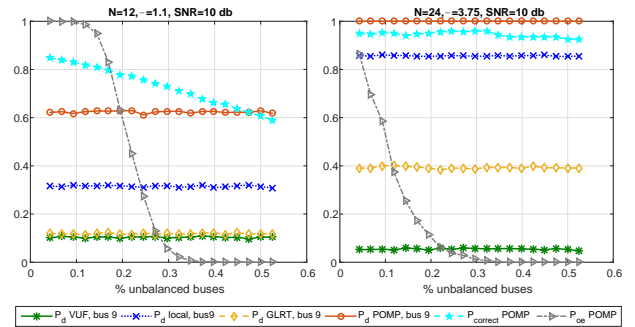 N=12,−=1.1, SNR=10 db
N=24,−=3.75, SNR=10 db
1
0.8
0.6
0.4
0.2
0
0 0.1 0.2 0.3 0.4 0.5 0.6
% unbalanced buses
1
0.8
0.6
0.4
0.2
0
0 0.1 0.2 0.3 0.4 0.5 0.6
% unbalanced buses
P_d VUF, bus 9
P_d local, bus9
P_d GLRT, bus 9
P_d POMP, bus 9
P_correct POMP
P_oe POMP